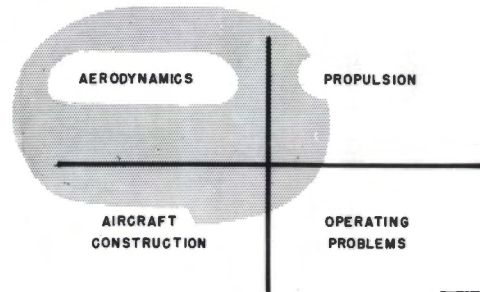 AERODYNAMICS
PROPULSION
AIRCRAFT
CONSTRUCTION
OPERATING
PROBLEMS